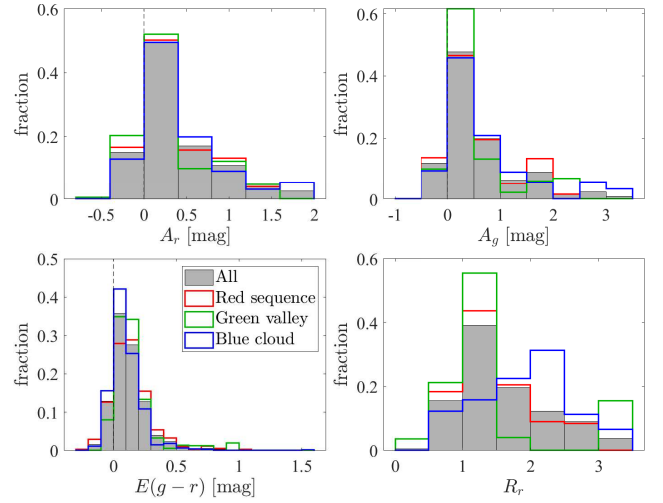 fraction
0.6
0.4
0.2
0
-0.5 0 0.5 1 1.5 2
A_r [mag]
fraction
0.6
0.4
0.2
0
-1 0 1 2 3
A_g [mag]
fraction
0.5
0.4
0.3
0.2
0.1
0
0 0.5 1 1.5
E(g − r) [mag]
All
Red sequence
Green valley
Blue cloud
fraction
0.6
0.4
0.2
0
0 1 2 3
R_r